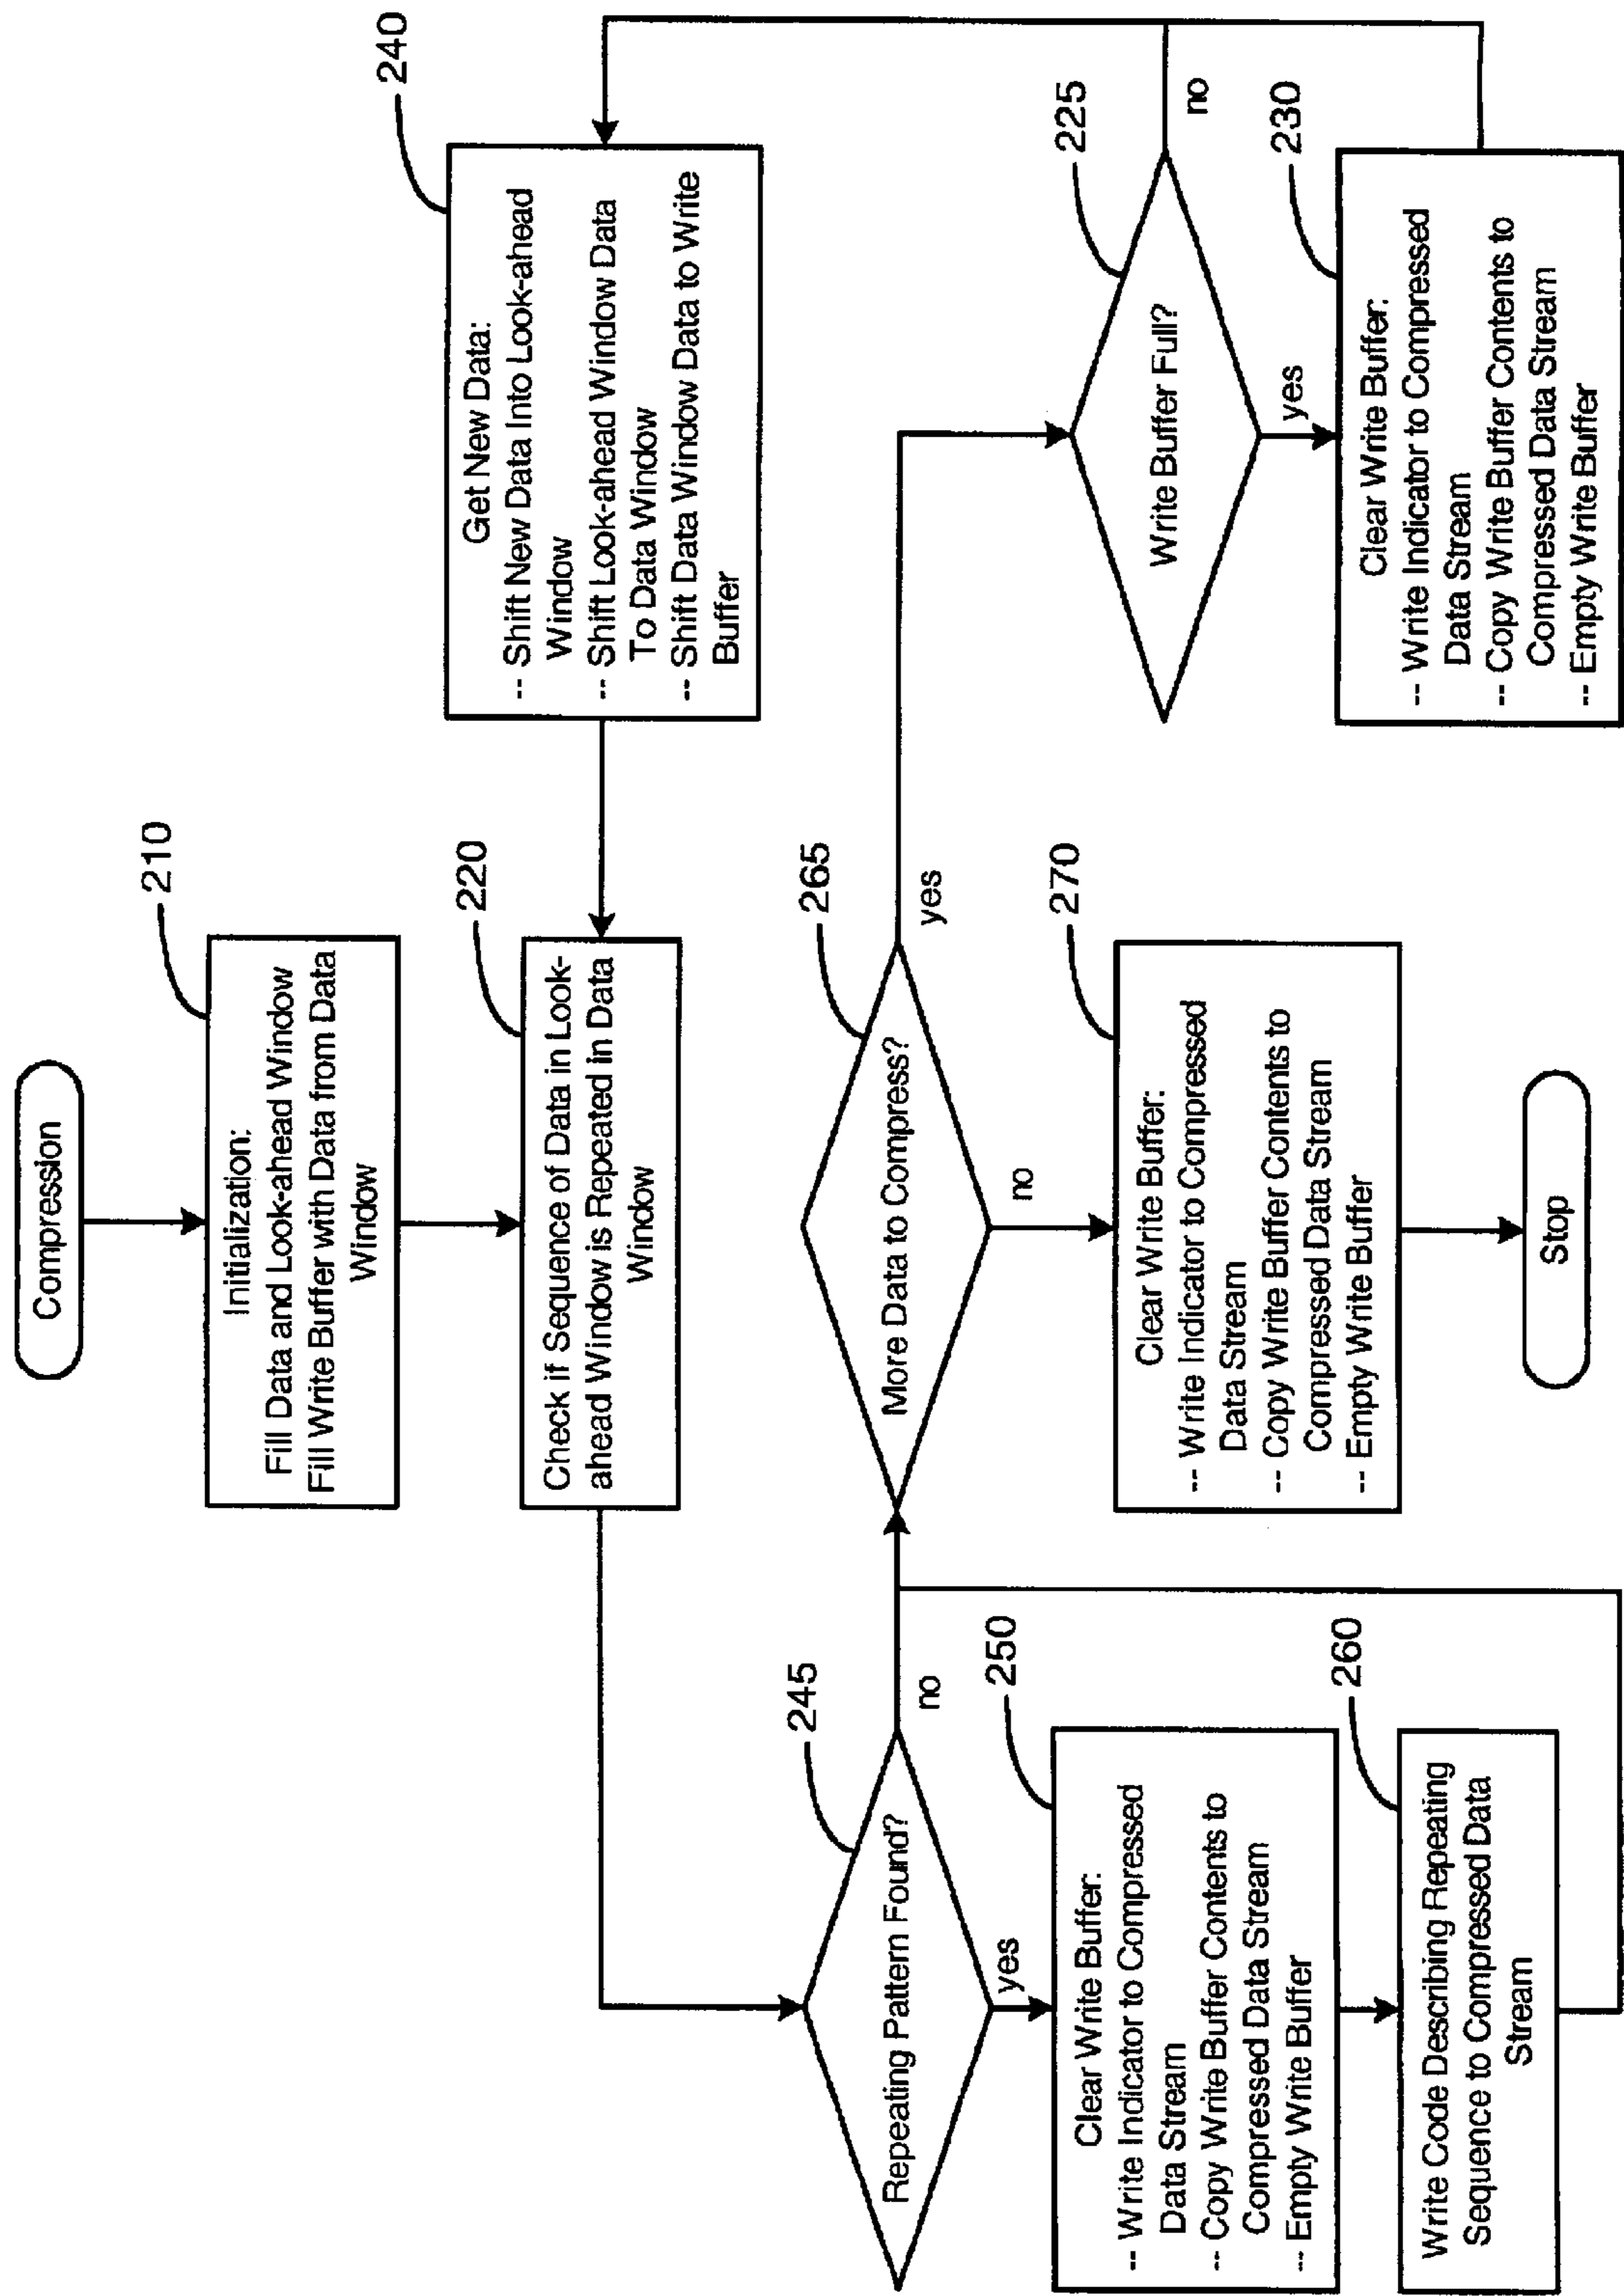 Compression
210
Initialization:
Fill Data and Look-ahead Window
Fill Write Buffer with Data from Data
Window
220
Check if Sequence of Data in Look-
ahead Window is Repeated in Data
Window
240
Get New Data:
-- Shift New Data Into Look-ahead
Window
-- Shift Look-ahead Window Data
To Data Window
-- Shift Data Window Data to Write
Buffer
245
Repeating Pattern Found?
no
yes
250
Clear Write Buffer:
-- Write Indicator to Compressed
Data Stream
-- Copy Write Buffer Contents to
Compressed Data Stream
-- Empty Write Buffer
260
Write Code Describing Repeating
Sequence to Compressed Data
Stream
265
More Data to Compress?
yes
no
270
Clear Write Buffer:
-- Write Indicator to Compressed
Data Stream
-- Copy Write Buffer Contents to
Compressed Data Stream
-- Empty Write Buffer
Stop
225
Write Buffer Full?
no
yes
230
Clear Write Buffer:
-- Write Indicator to Compressed
Data Stream
-- Copy Write Buffer Contents to
Compressed Data Stream
-- Empty Write Buffer